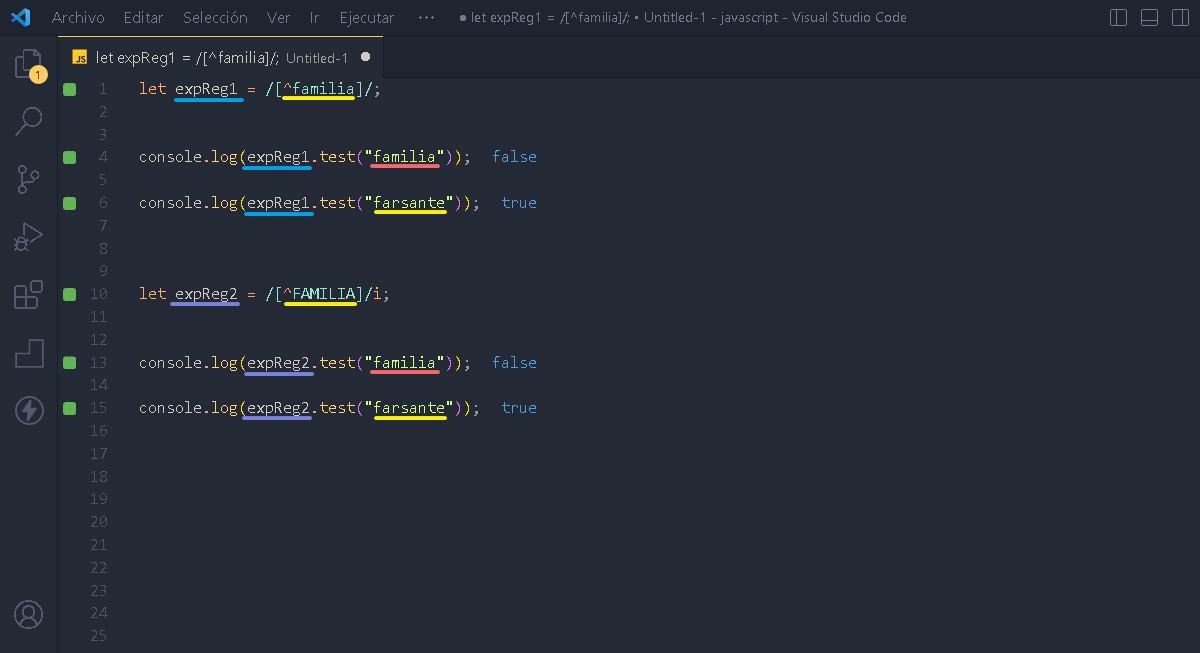 Archivo Editar Selección Ver Ir Ejecutar ··· ● let expReg1 = /[^familia]/; • Untitled-1 - javascript - Visual Studio Code
JS let expReg1 = /[^familia]/; Untitled-1 ●
1
1 let expReg1 = /[^familia]/;
2
3
4 console.log(expReg1.test("familia")); false
5
6 console.log(expReg1.test("farsante")); true
7
8
9
10 let expReg2 = /[^FAMILIA]/i;
11
12
13 console.log(expReg2.test("familia")); false
14
15 console.log(expReg2.test("farsante")); true
16
17
18
19
20
21
22
23
24
25